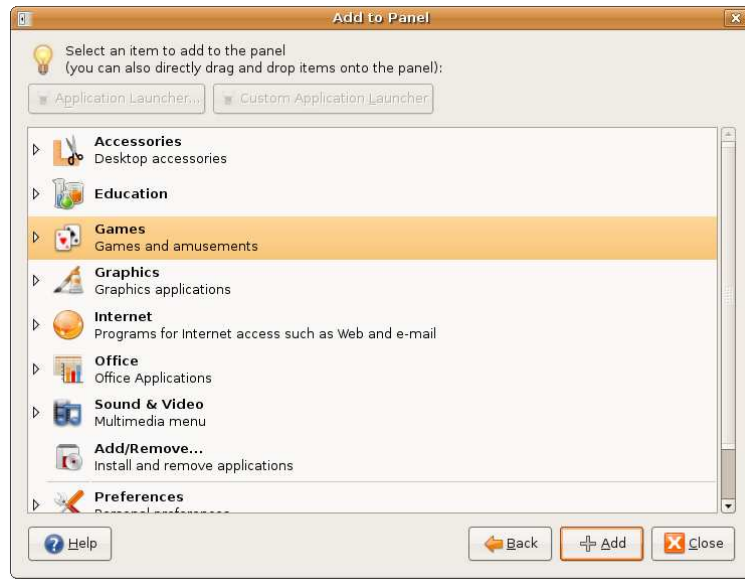 Add to Panel
Select an item to add to the panel
(you can also directly drag and drop items onto the panel):
Application Launcher... Custom Application Launcher
Accessories
Desktop accessories
Education
Games
Games and amusements
Graphics
Graphics applications
Internet
Programs for Internet access such as Web and e-mail
Office
Office Applications
Sound & Video
Multimedia menu
Add/Remove...
Install and remove applications
Preferences
Personal preferences
Help Back Add Close